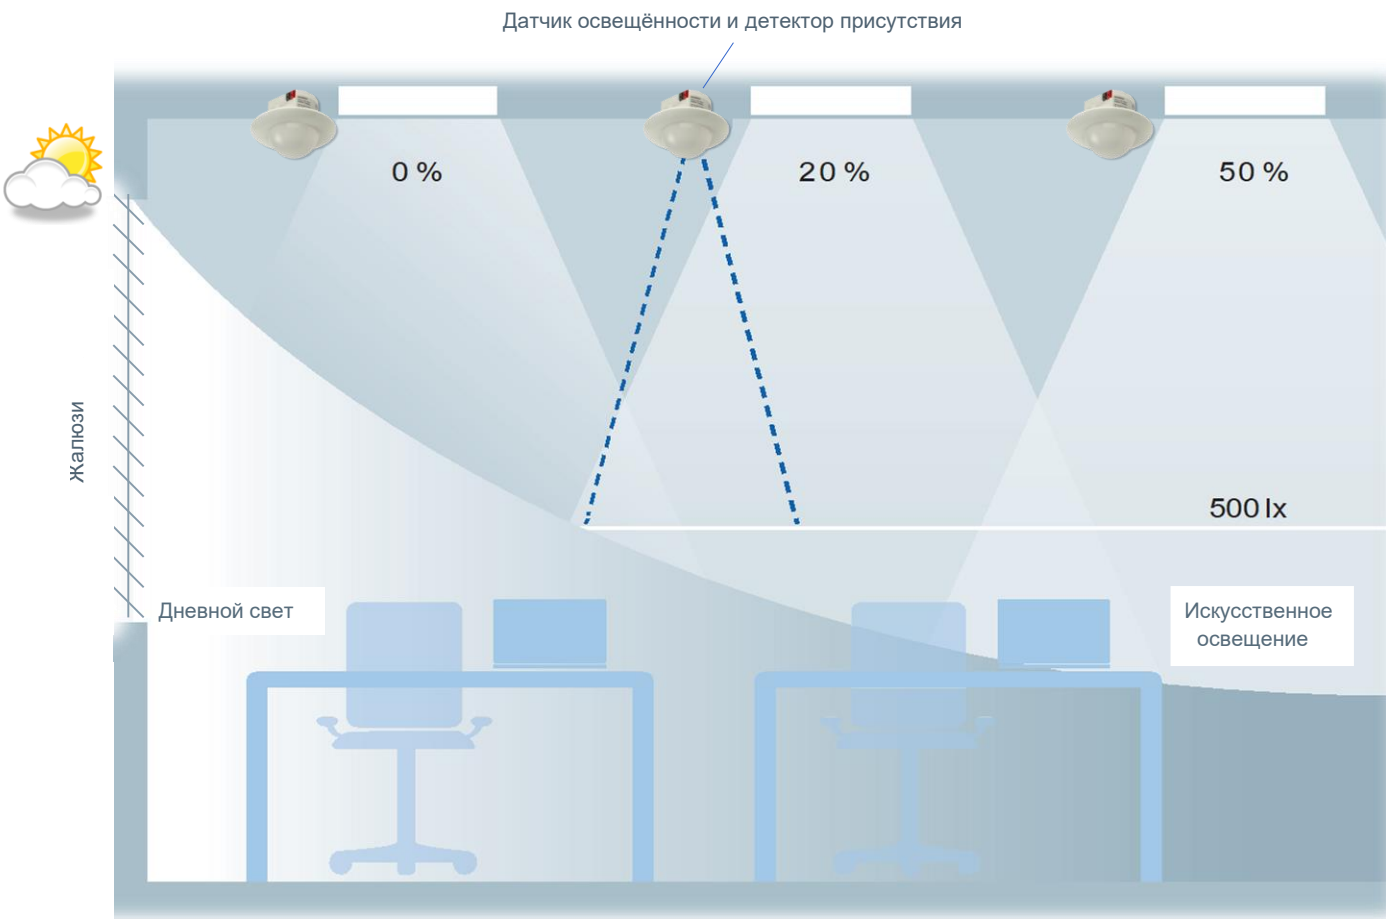 Датчик освещённости и детектор присутствия
0 %
20 %
50 %
Жалюзи
500 lx
Дневной свет
Искусственное
освещение